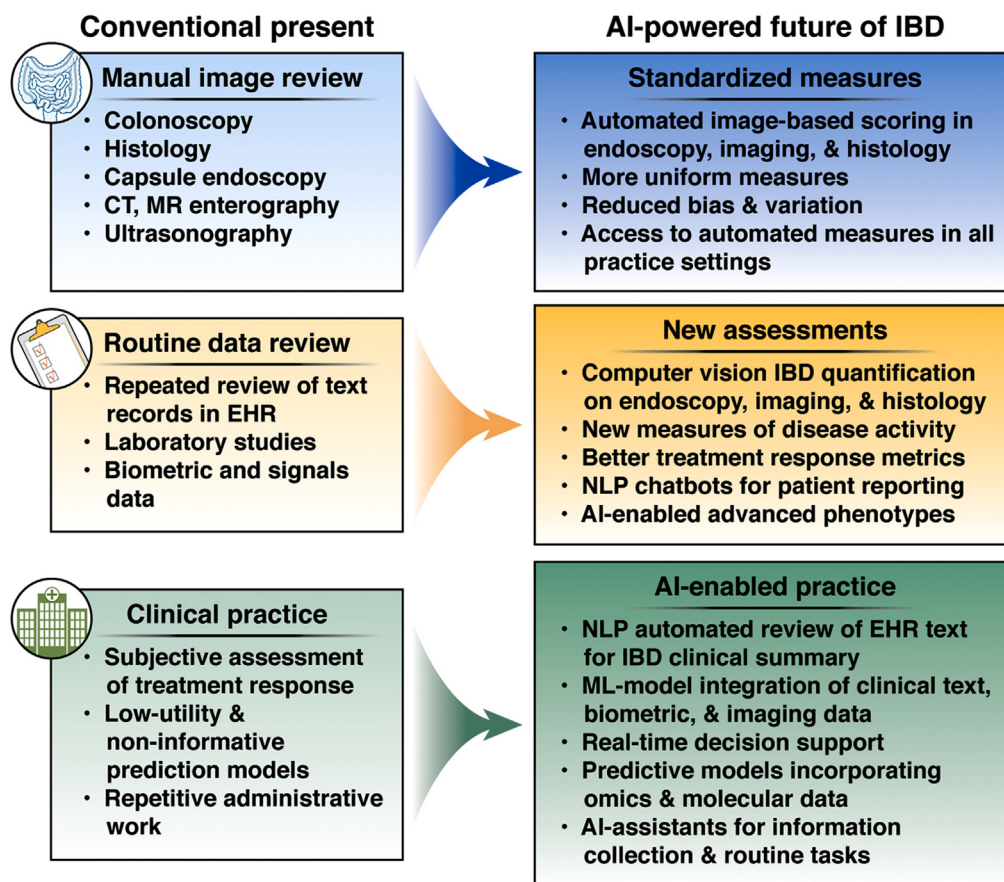 Conventional present
AI-powered future of IBD
Manual image review
• Colonoscopy
• Histology
• Capsule endoscopy
• CT, MR enterography
• Ultrasonography
Standardized measures
• Automated image-based scoring in
endoscopy, imaging, & histology
• More uniform measures
• Reduced bias & variation
• Access to automated measures in all
practice settings
Routine data review
• Repeated review of text
records in EHR
• Laboratory studies
• Biometric and signals
data
New assessments
• Computer vision IBD quantification
on endoscopy, imaging, & histology
• New measures of disease activity
• Better treatment response metrics
• NLP chatbots for patient reporting
• AI-enabled advanced phenotypes
Clinical practice
• Subjective assessment
of treatment response
• Low-utility &
non-informative
prediction models
• Repetitive administrative
work
AI-enabled practice
• NLP automated review of EHR text
for IBD clinical summary
• ML-model integration of clinical text,
biometric, & imaging data
• Real-time decision support
• Predictive models incorporating
omics & molecular data
• AI-assistants for information
collection & routine tasks